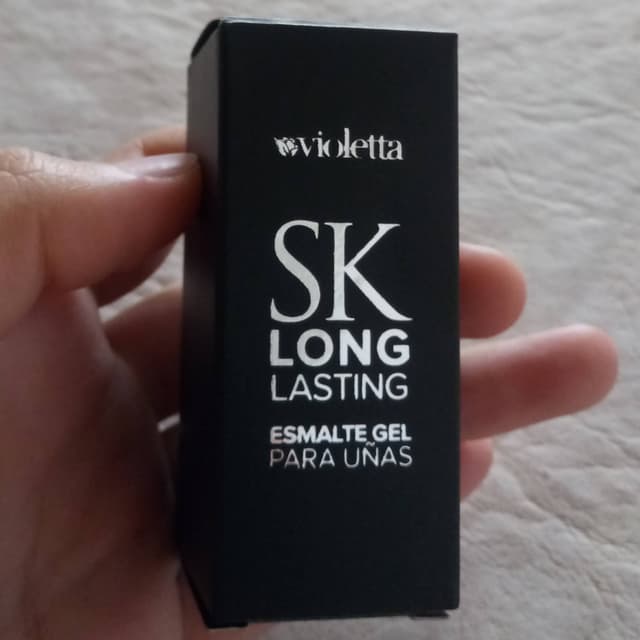 violetta
SK
LONG
LASTING
ESMALTE GEL
PARA UÑAS